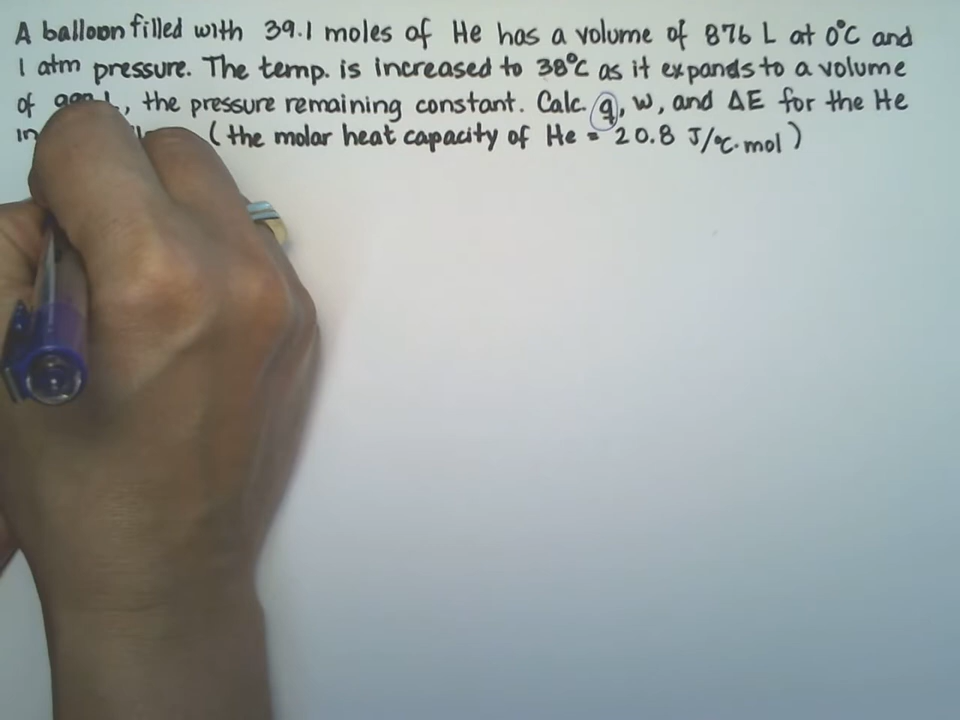 A balloon filled with 39.1 moles of He has a volume of 876 L at 0°C and
1 atm pressure. The temp. is increased to 38°C as it expands to a volume
of L, the pressure remaining constant. Calc. q, w, and ΔE for the He
in (the molar heat capacity of He = 20.8 J/°C·mol)